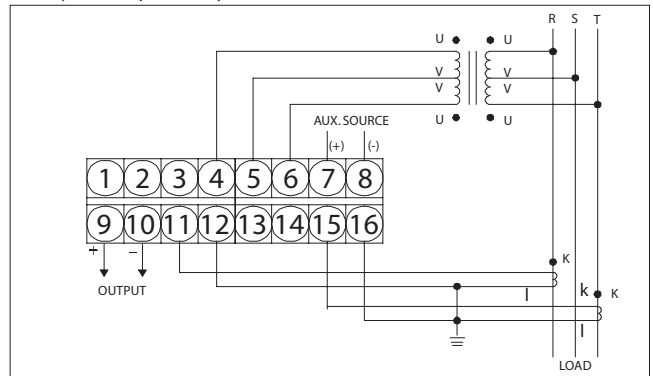 R S T
U U
V V
V V
U U
AUX. SOURCE
(+) (-)
1 2 3 4 5 6 7 8
9 10 11 12 13 14 15 16
+ −
OUTPUT
K
l k K
l
LOAD